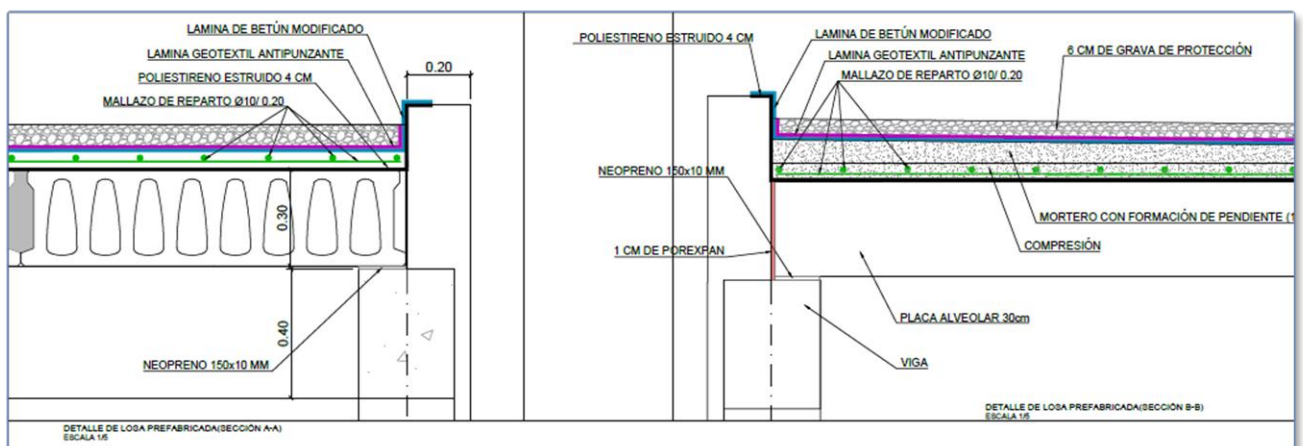 LAMINA DE BETÚN MODIFICADO
LAMINA GEOTEXTIL ANTIPUNZANTE
POLIESTIRENO ESTRUIDO 4 CM
MALLAZO DE REPARTO Ø10/ 0.20
0.20
0.30
0.40
NEOPRENO 150x10 MM
DETALLE DE LOSA PREFABRICADA(SECCIÓN A-A)
ESCALA 1/5
POLIESTIRENO ESTRUIDO 4 CM
LAMINA DE BETÚN MODIFICADO
LAMINA GEOTEXTIL ANTIPUNZANTE
MALLAZO DE REPARTO Ø10/ 0.20
6 CM DE GRAVA DE PROTECCIÓN
NEOPRENO 150x10 MM
MORTERO CON FORMACIÓN DE PENDIENTE (1
COMPRESIÓN
1 CM DE POREXPAN
PLACA ALVEOLAR 30cm
VIGA
DETALLE DE LOSA PREFABRICADA(SECCIÓN B-B)
ESCALA 1/5